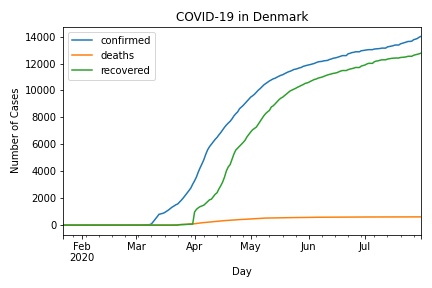 COVID-19 in Denmark
confirmed
deaths
recovered
Number of Cases
14000
12000
10000
8000
6000
4000
2000
0
Feb Mar Apr May Jun Jul
2020
Day